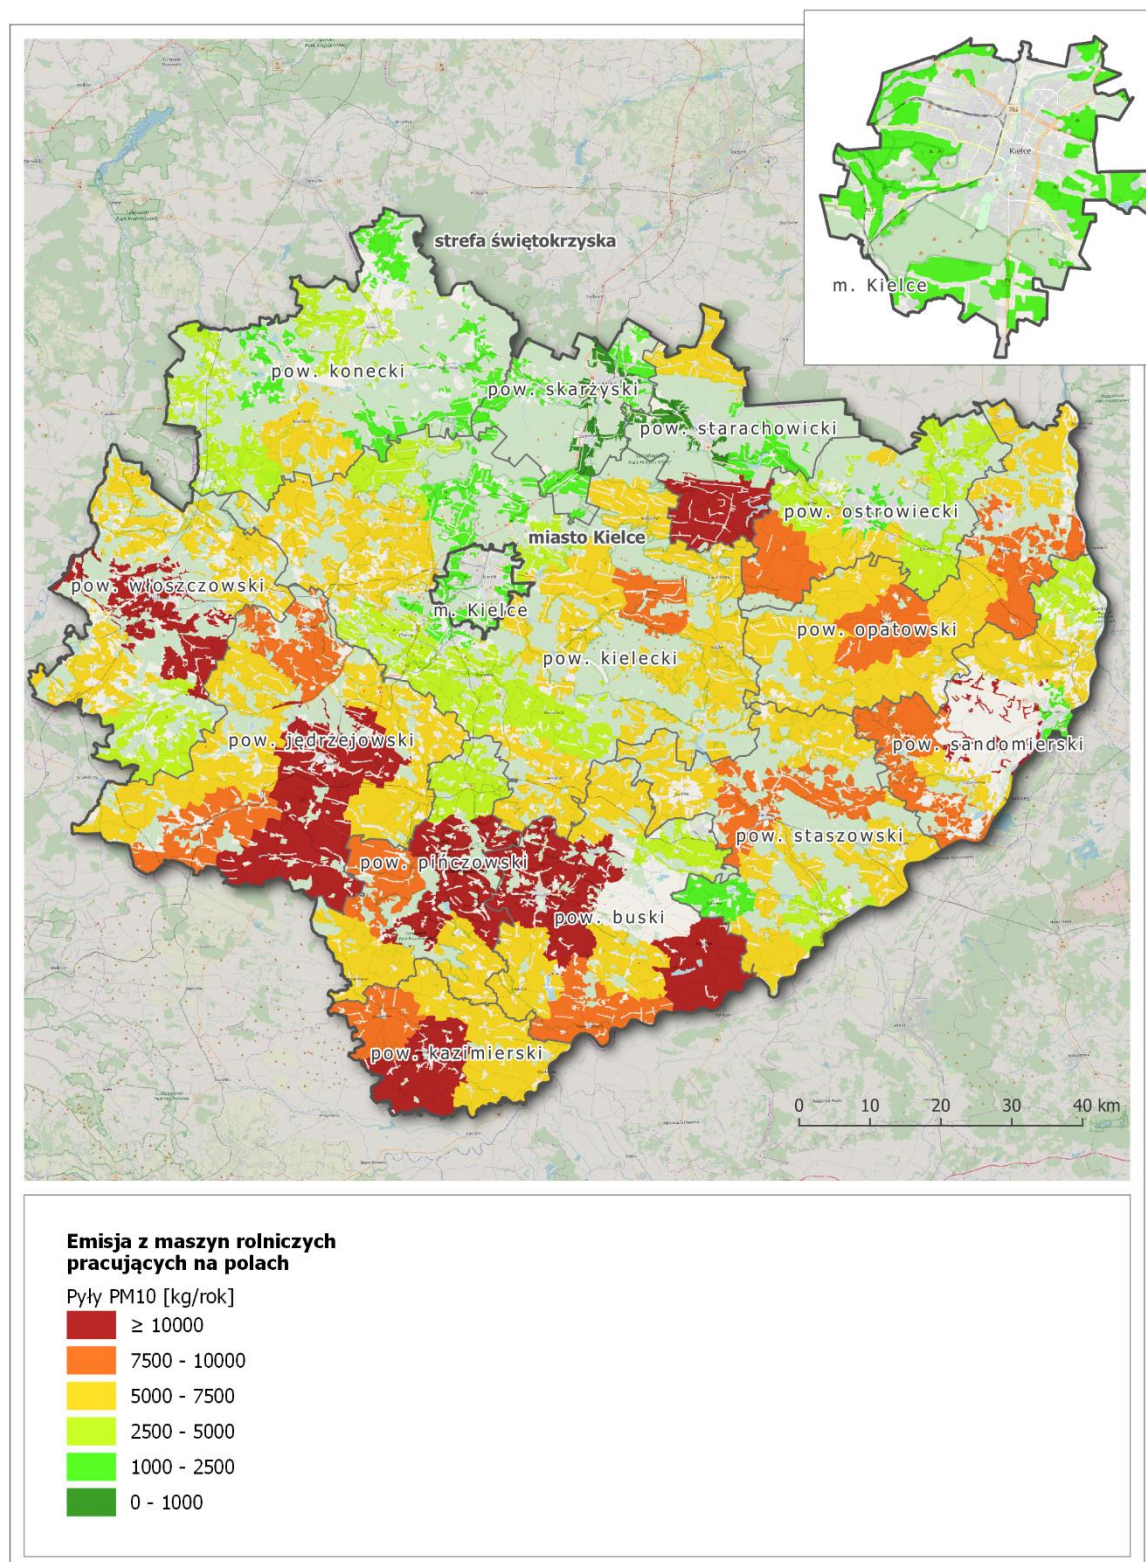 762
Kielce
m. Kielce
strefa świętokrzyska
pow. konecki
pow. skarżyski
pow. starachowicki
pow. ostrowiecki
miasto Kielce
pow. włoszczowski
m. Kielce
pow. opatowski
pow. kielecki
pow. jędrzejowski
pow. sandomierski
pow. staszowski
pow. pińczowski
pow. buski
pow. kazimierski
0 10 20 30 40 km
Emisja z maszyn rolniczych
pracujących na polach
Pyły PM10 [kg/rok]
≥ 10000
7500 - 10000
5000 - 7500
2500 - 5000
1000 - 2500
0 - 1000